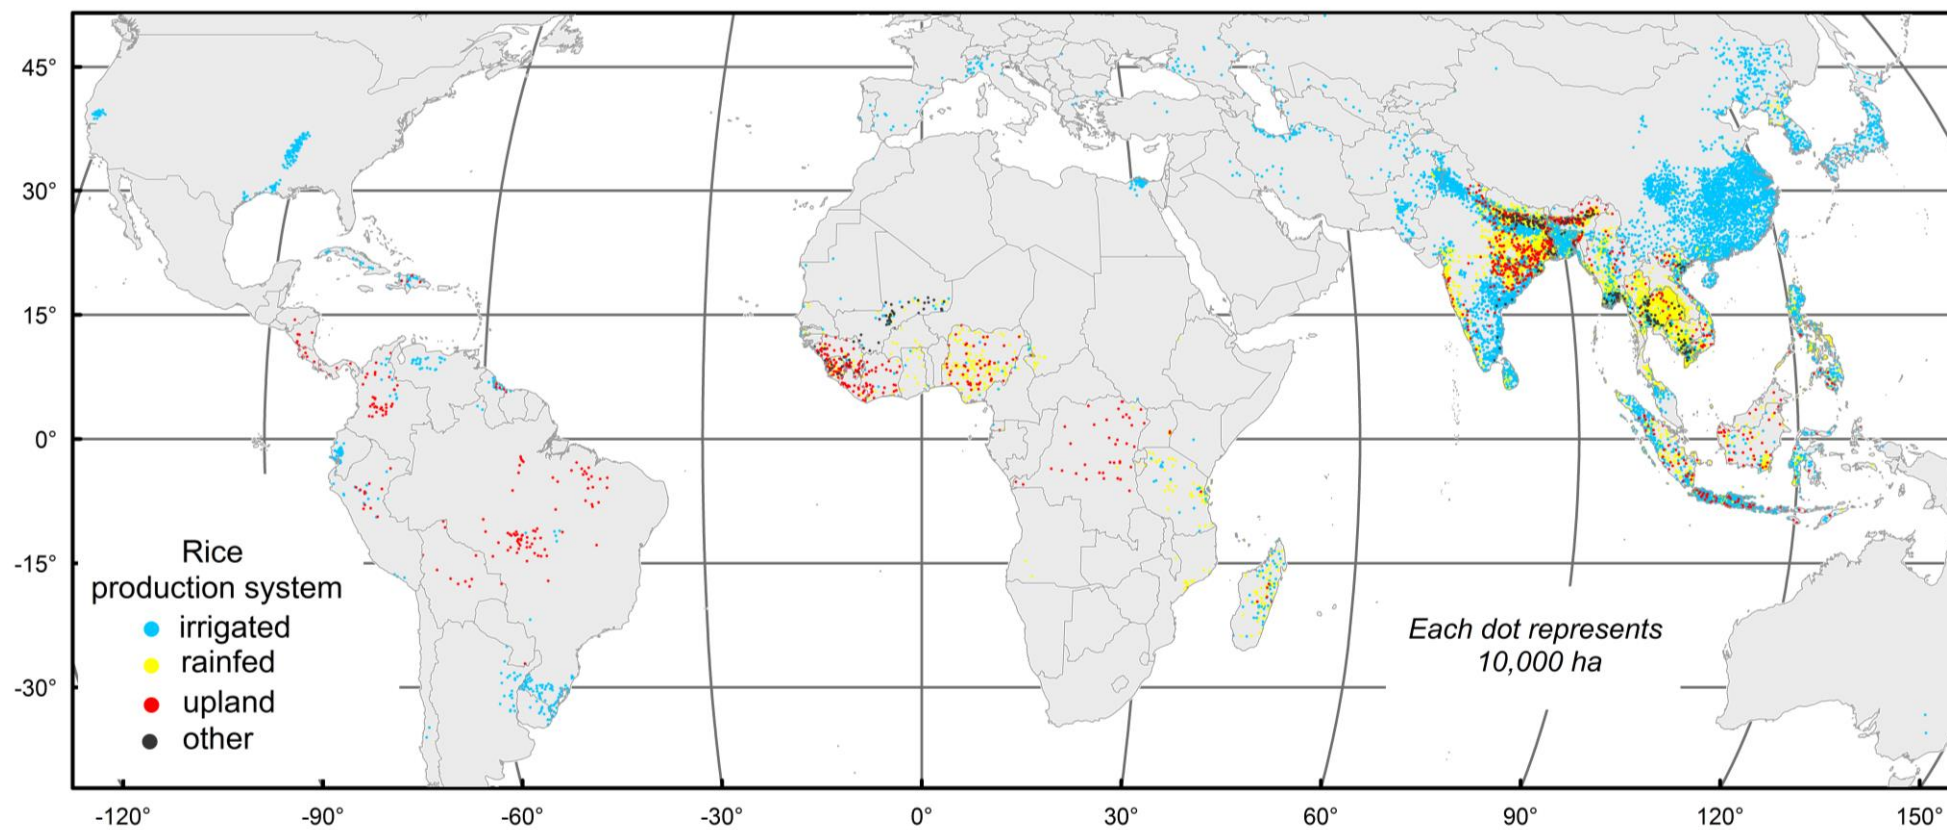 45°
30°
15°
0°
-15°
-30°
Rice
production system
irrigated
rainfed
upland
other
Each dot represents
10,000 ha
-120°
-90°
-60°
-30°
0°
30°
60°
90°
120°
150°